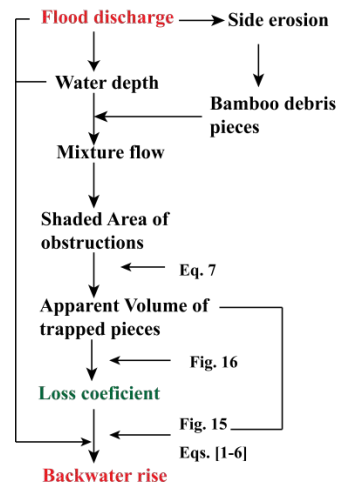 Flood discharge
Side erosion
Water depth
Bamboo debris
pieces
Mixture flow
Shaded Area of
obstructions
Eq. 7
Apparent Volume of
trapped pieces
Fig. 16
Loss coeficient
Fig. 15
Eqs. [1-6]
Backwater rise